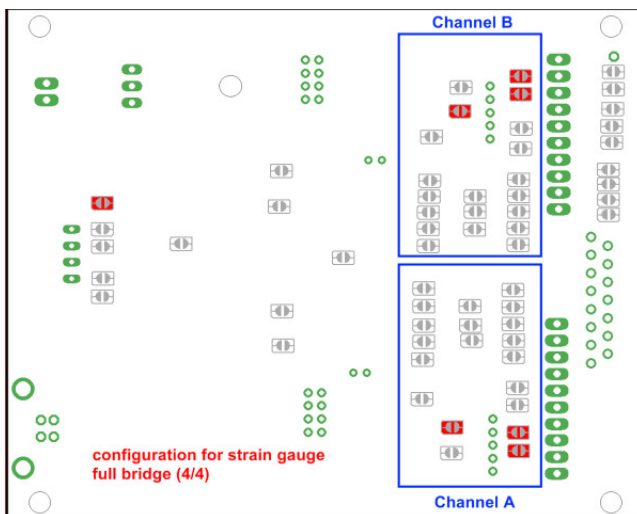 Channel B
configuration for strain gauge
full bridge (4/4)
Channel A